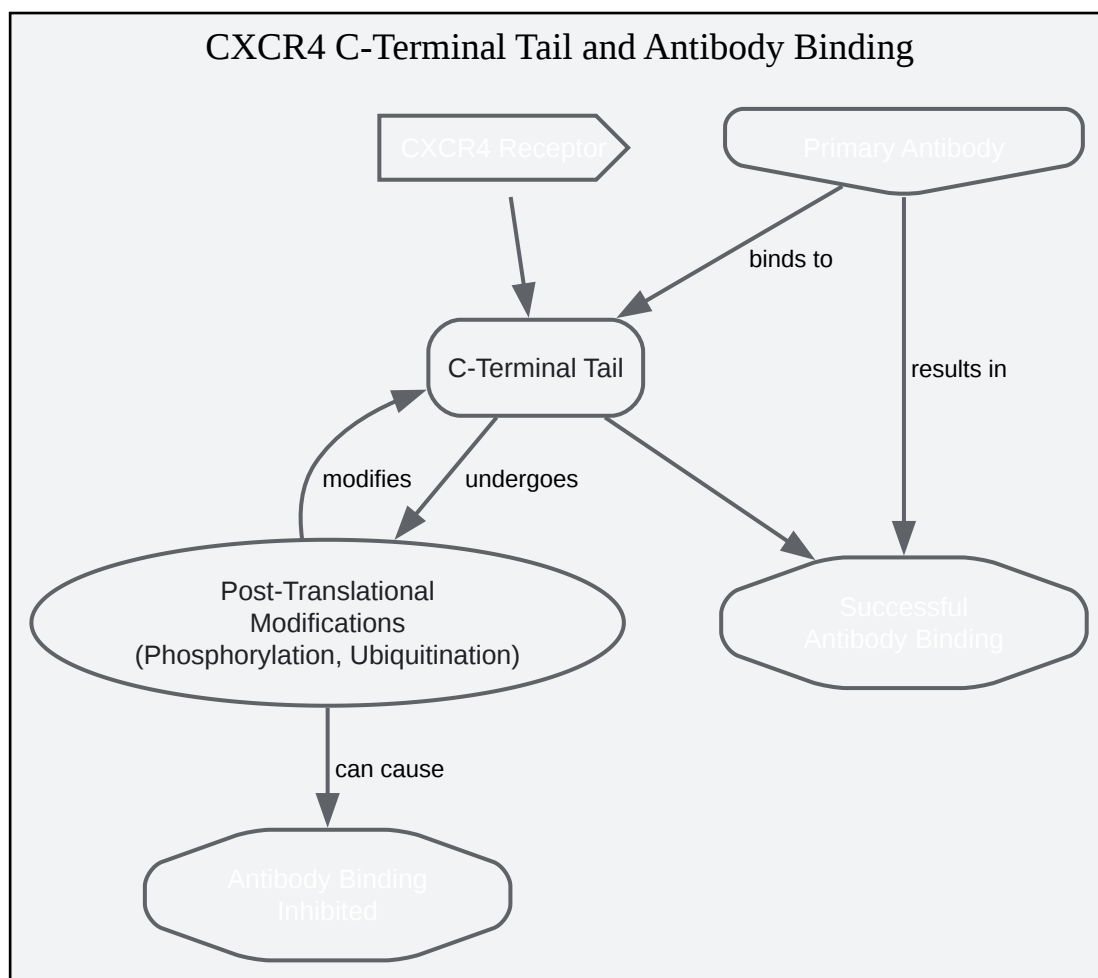 CXCR4 C-Terminal Tail and Antibody Binding
CXCR4 Receptor
Primary Antibody
binds to
C-Terminal Tail
results in
modifies
undergoes
Post-Translational
Modifications
(Phosphorylation, Ubiquitination)
Successful
Antibody Binding
can cause
Antibody Binding
Inhibited